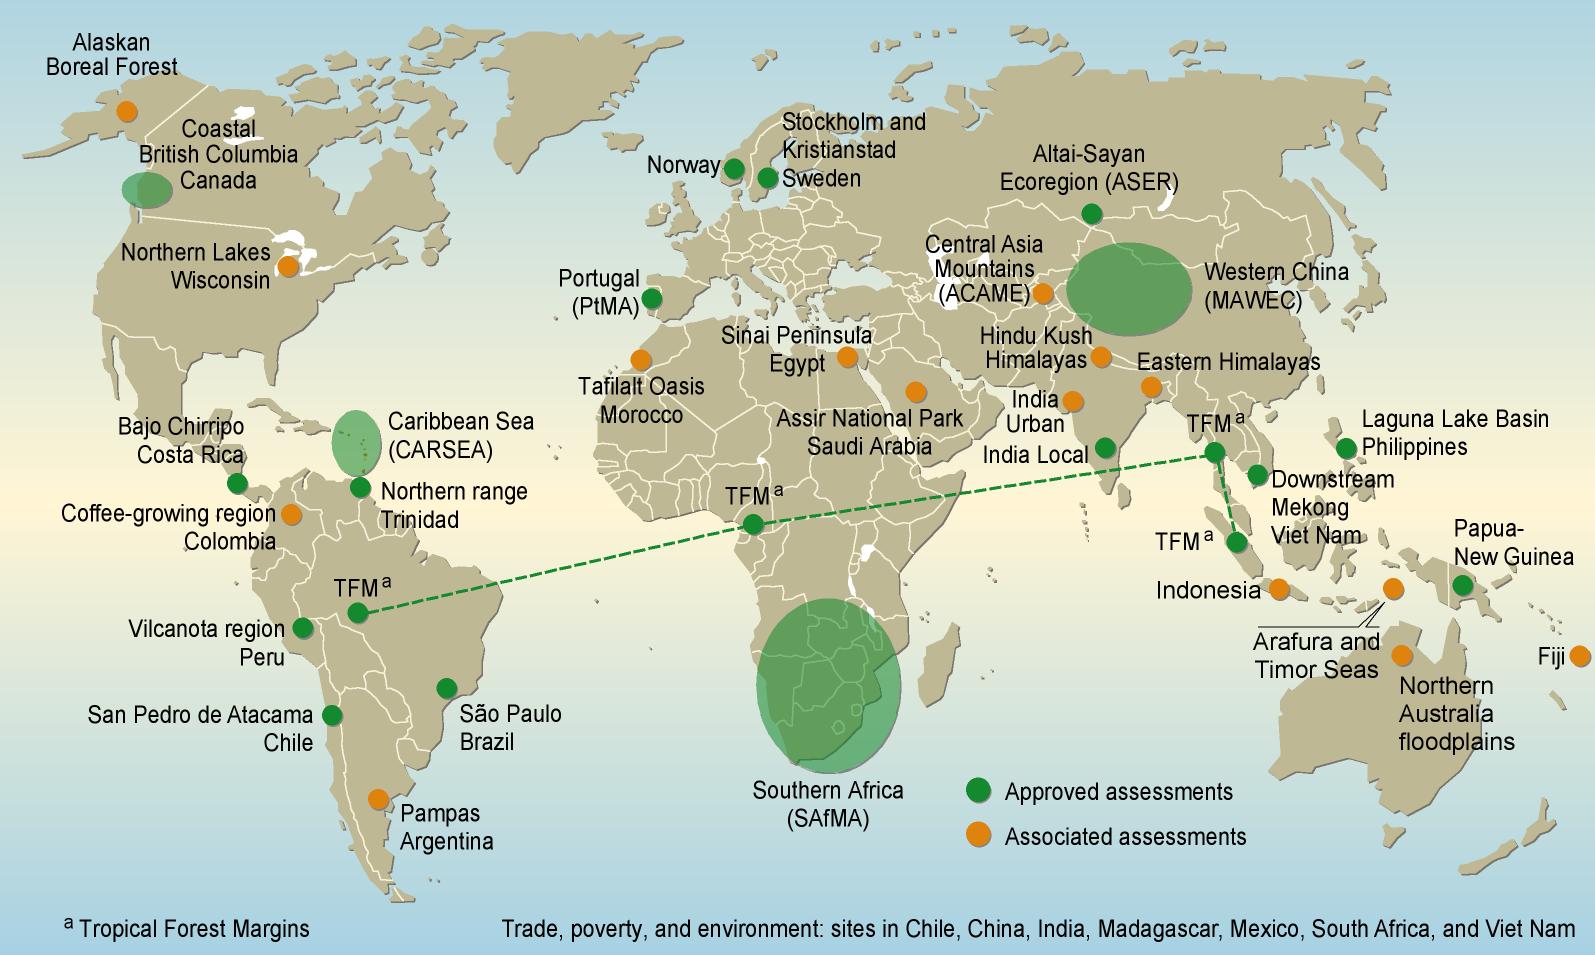 Alaskan
Boreal Forest
Coastal
British Columbia
Canada
Northern Lakes
Wisconsin
Norway
Stockholm and
Kristianstad
Sweden
Altai-Sayan
Ecoregion (ASER)
Central Asia
Mountains
(ACAME)
Western China
(MAWEC)
Portugal
(PtMA)
Sinai Peninsula
Egypt
Hindu Kush
Himalayas
Eastern Himalayas
Tafilalt Oasis
Morocco
Assir National Park
Saudi Arabia
India
Urban
India Local
TFM a
Laguna Lake Basin
Philippines
Bajo Chirripo
Costa Rica
Caribbean Sea
(CARSEA)
Northern range
Trinidad
Coffee-growing region
Colombia
TFM a
Downstream
Mekong
Viet Nam
TFM a
Papua-
New Guinea
TFM a
Indonesia
Vilcanota region
Peru
Arafura and
Timor Seas
Fiji
Northern
Australia
floodplains
San Pedro de Atacama
Chile
São Paulo
Brazil
Pampas
Argentina
Southern Africa
(SAfMA)
Approved assessments
Associated assessments
a Tropical Forest Margins
Trade, poverty, and environment: sites in Chile, China, India, Madagascar, Mexico, South Africa, and Viet Nam